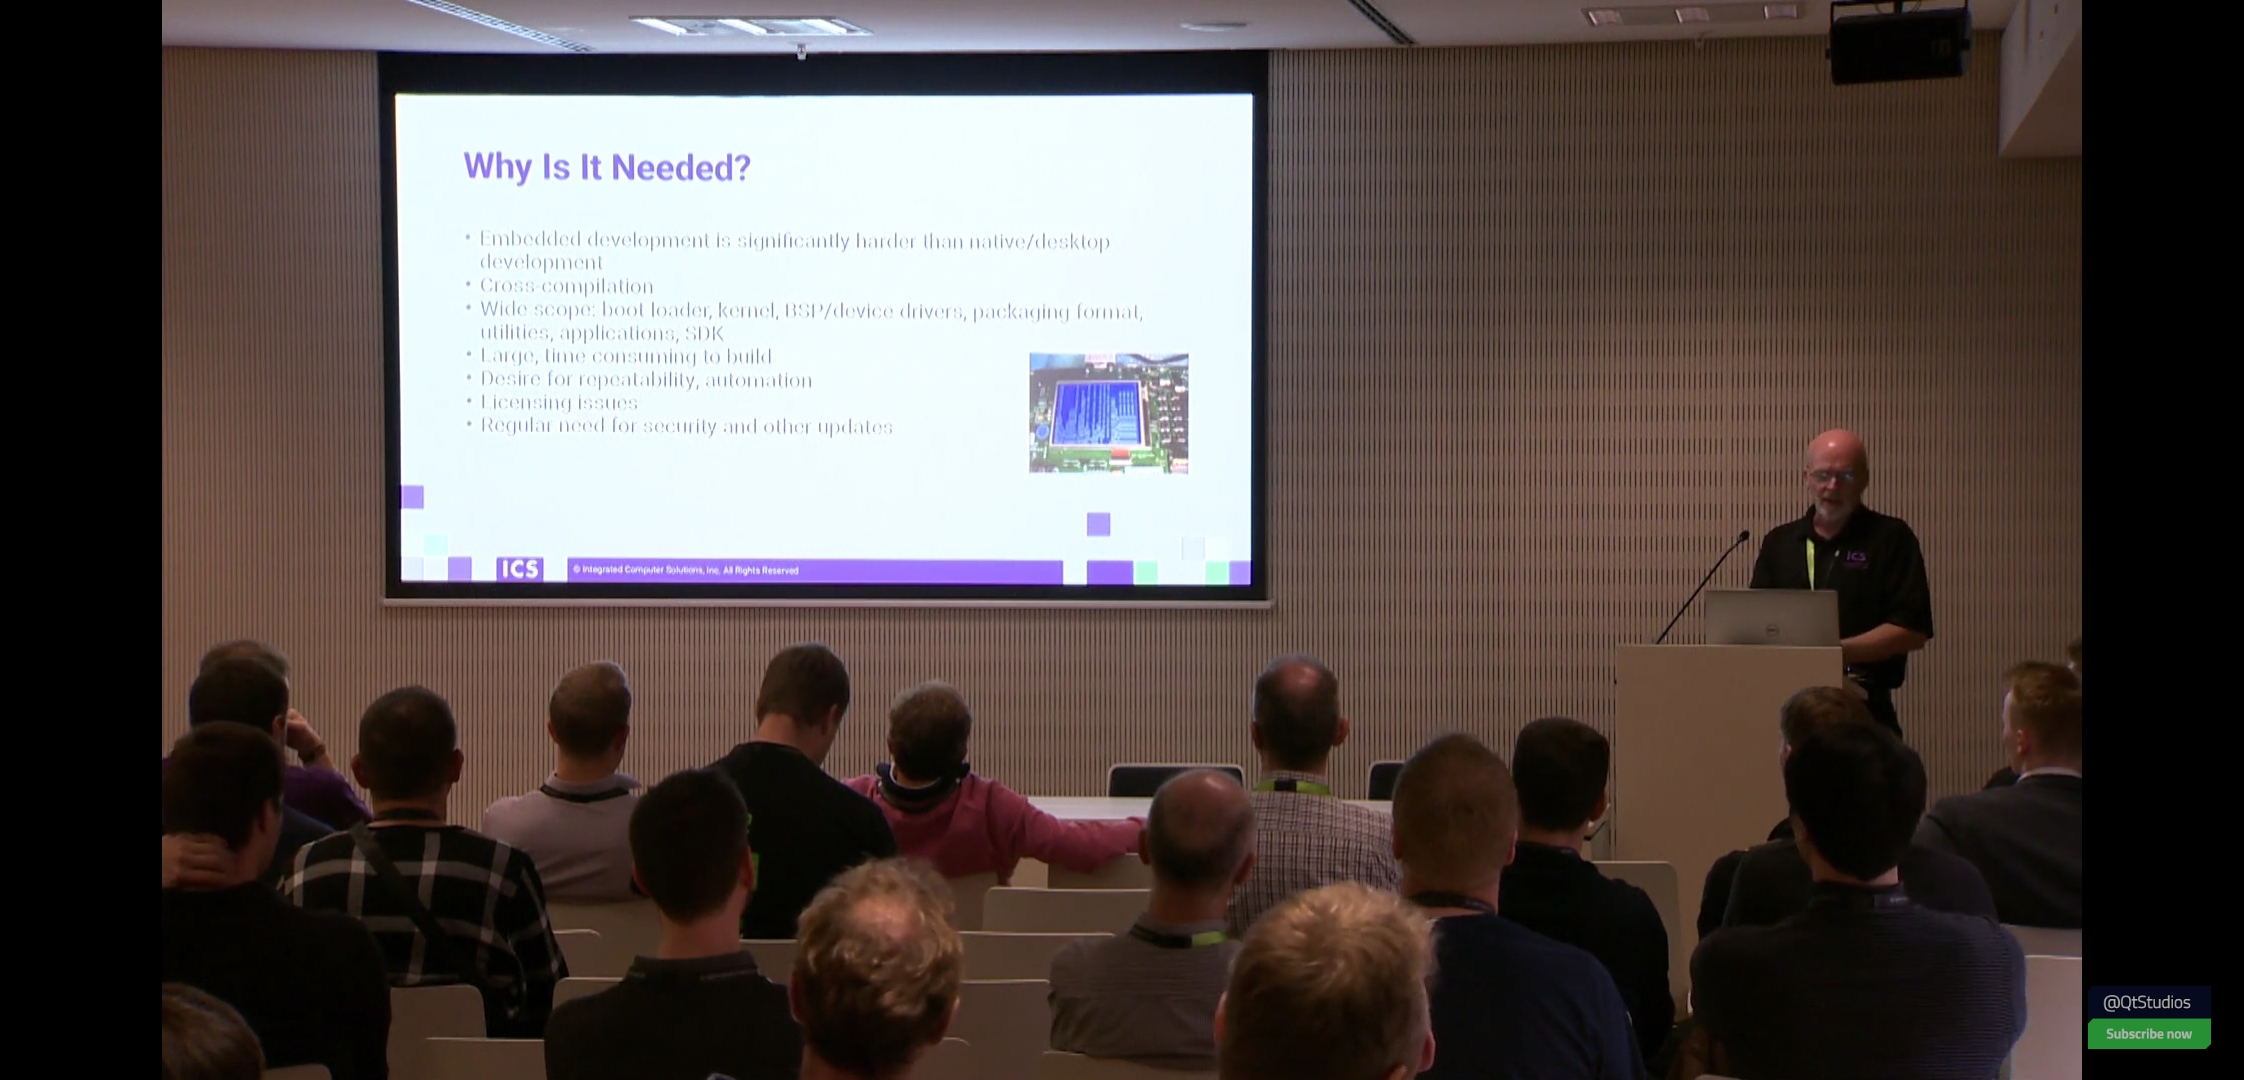 Why Is It Needed?
• Embedded development is significantly harder than native/desktop
development
• Cross-compilation
• Wide scope: boot loader, kernel, BSP/device drivers, packaging format,
utilities, applications, SDK
• Large, time consuming to build
• Desire for repeatability, automation
• Licensing issues
• Regular need for security and other updates
ICS
© Integrated Computer Solutions, Inc. All Rights Reserved
ICS
@QtStudios
Subscribe now